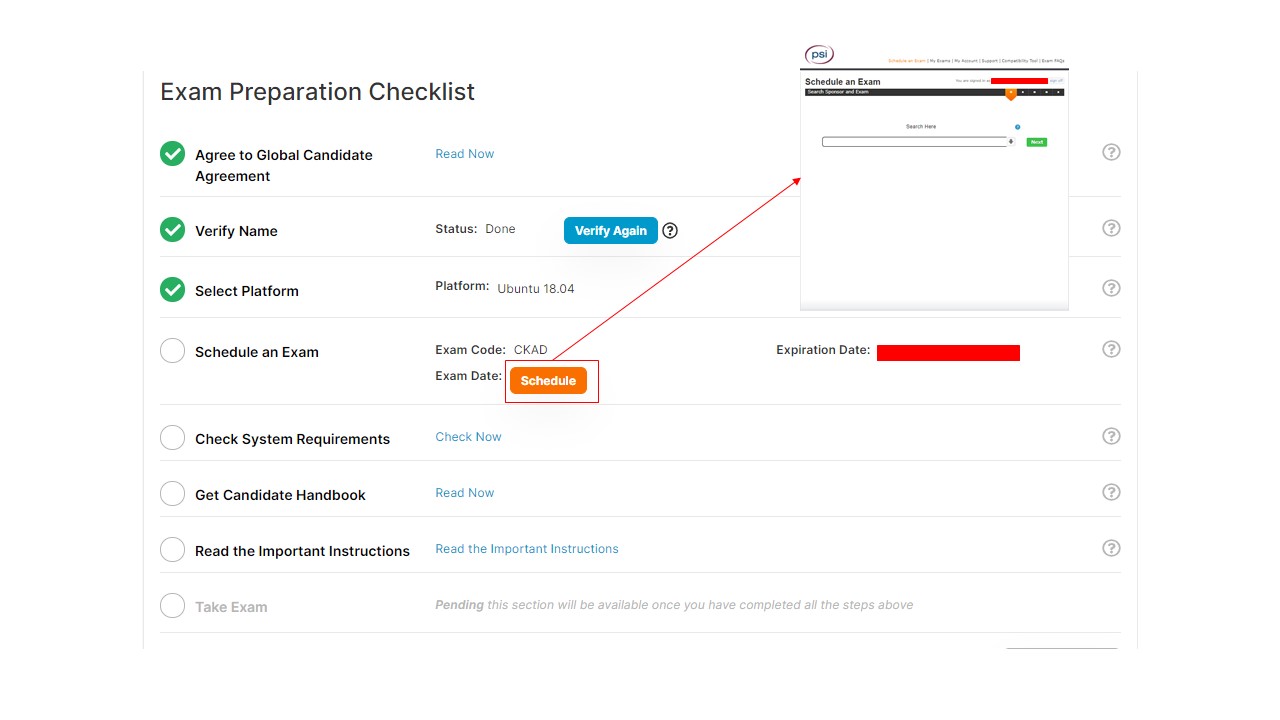 psi
Schedule an Exam | My Exams | My Account | Support | Compatibility Tool | Exam FAQs
Schedule an Exam
You are signed in as
sign off
Search Sponsor and Exam
Search Here
Next
Exam Preparation Checklist
Agree to Global Candidate
Agreement
Read Now
Verify Name
Status: Done
Verify Again
Select Platform
Platform: Ubuntu 18.04
Schedule an Exam
Exam Code: CKAD
Expiration Date:
Exam Date: Schedule
Check System Requirements
Check Now
Get Candidate Handbook
Read Now
Read the Important Instructions
Read the Important Instructions
Take Exam
Pending this section will be available once you have completed all the steps above